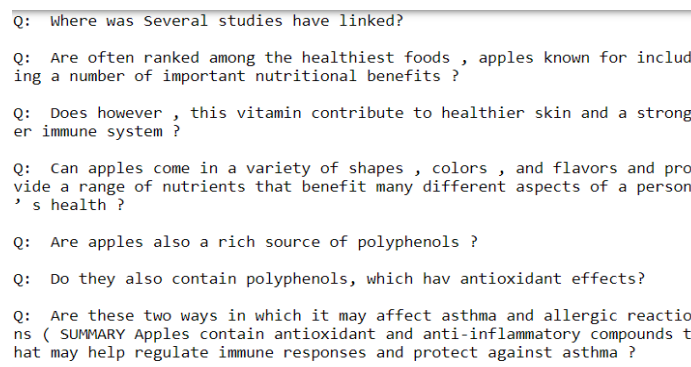 Q:  Where was Several studies have linked?
Q:  Are often ranked among the healthiest foods , apples known for includ
ing a number of important nutritional benefits ?
Q:  Does however , this vitamin contribute to healthier skin and a strong
er immune system ?
Q:  Can apples come in a variety of shapes , colors , and flavors and pro
vide a range of nutrients that benefit many different aspects of a person
’ s health ?
Q:  Are apples also a rich source of polyphenols ?
Q:  Do they also contain polyphenols, which hav antioxidant effects?
Q:  Are these two ways in which it may affect asthma and allergic reactio
ns ( SUMMARY Apples contain antioxidant and anti-inflammatory compounds t
hat may help regulate immune responses and protect against asthma ?